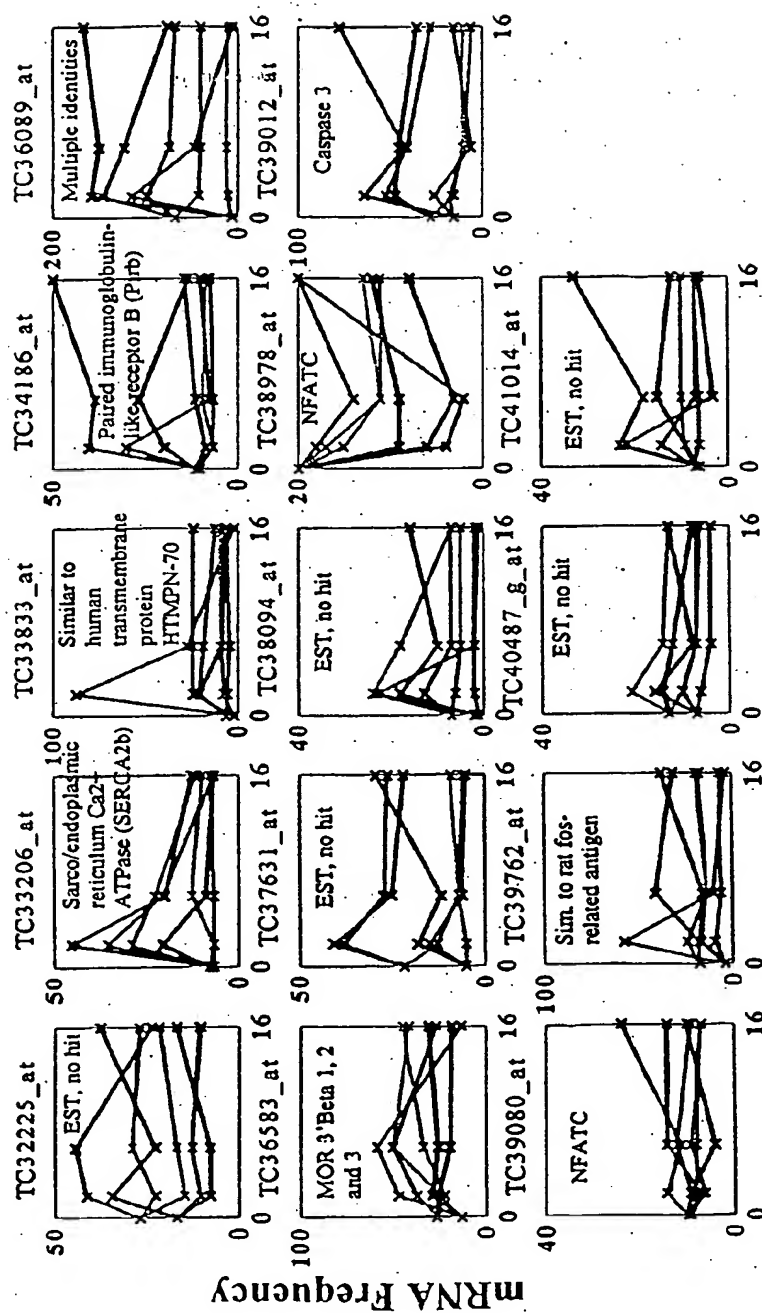 mRNA Frequency
TC32225_at
50
EST, no hit
0
0
16
TC33206_at
50
Sarco/endoplasmic
reticulum Ca2+
ATPase (SERCA2b)
0
0
16
TC33833_at
100
Similar to
human
transmembrane
protein
HTMPN-70
0
0
16
TC34186_at
50
Paired immunoglobulin-
like receptor B (Pirb)
0
0
16
TC36089_at
200
Multiple identities
0
0
16
TC36583_at
100
MOR 3'Beta 1, 2
and 3
0
0
16
TC37631_at
50
EST, no hit
0
0
16
TC38094_at
40
EST, no hit
0
0
16
TC38978_at
20
NFATC
0
0
16
TC39012_at
100
Caspase 3
0
0
16
TC39080_at
NFATC
0
0
16
TC39762_at
100
Sim. to rat fos-
related antigen
0
0
16
TC40487_g_at
40
EST, no hit
0
0
16
TC41014_at
40
EST, no hit
0
0
16